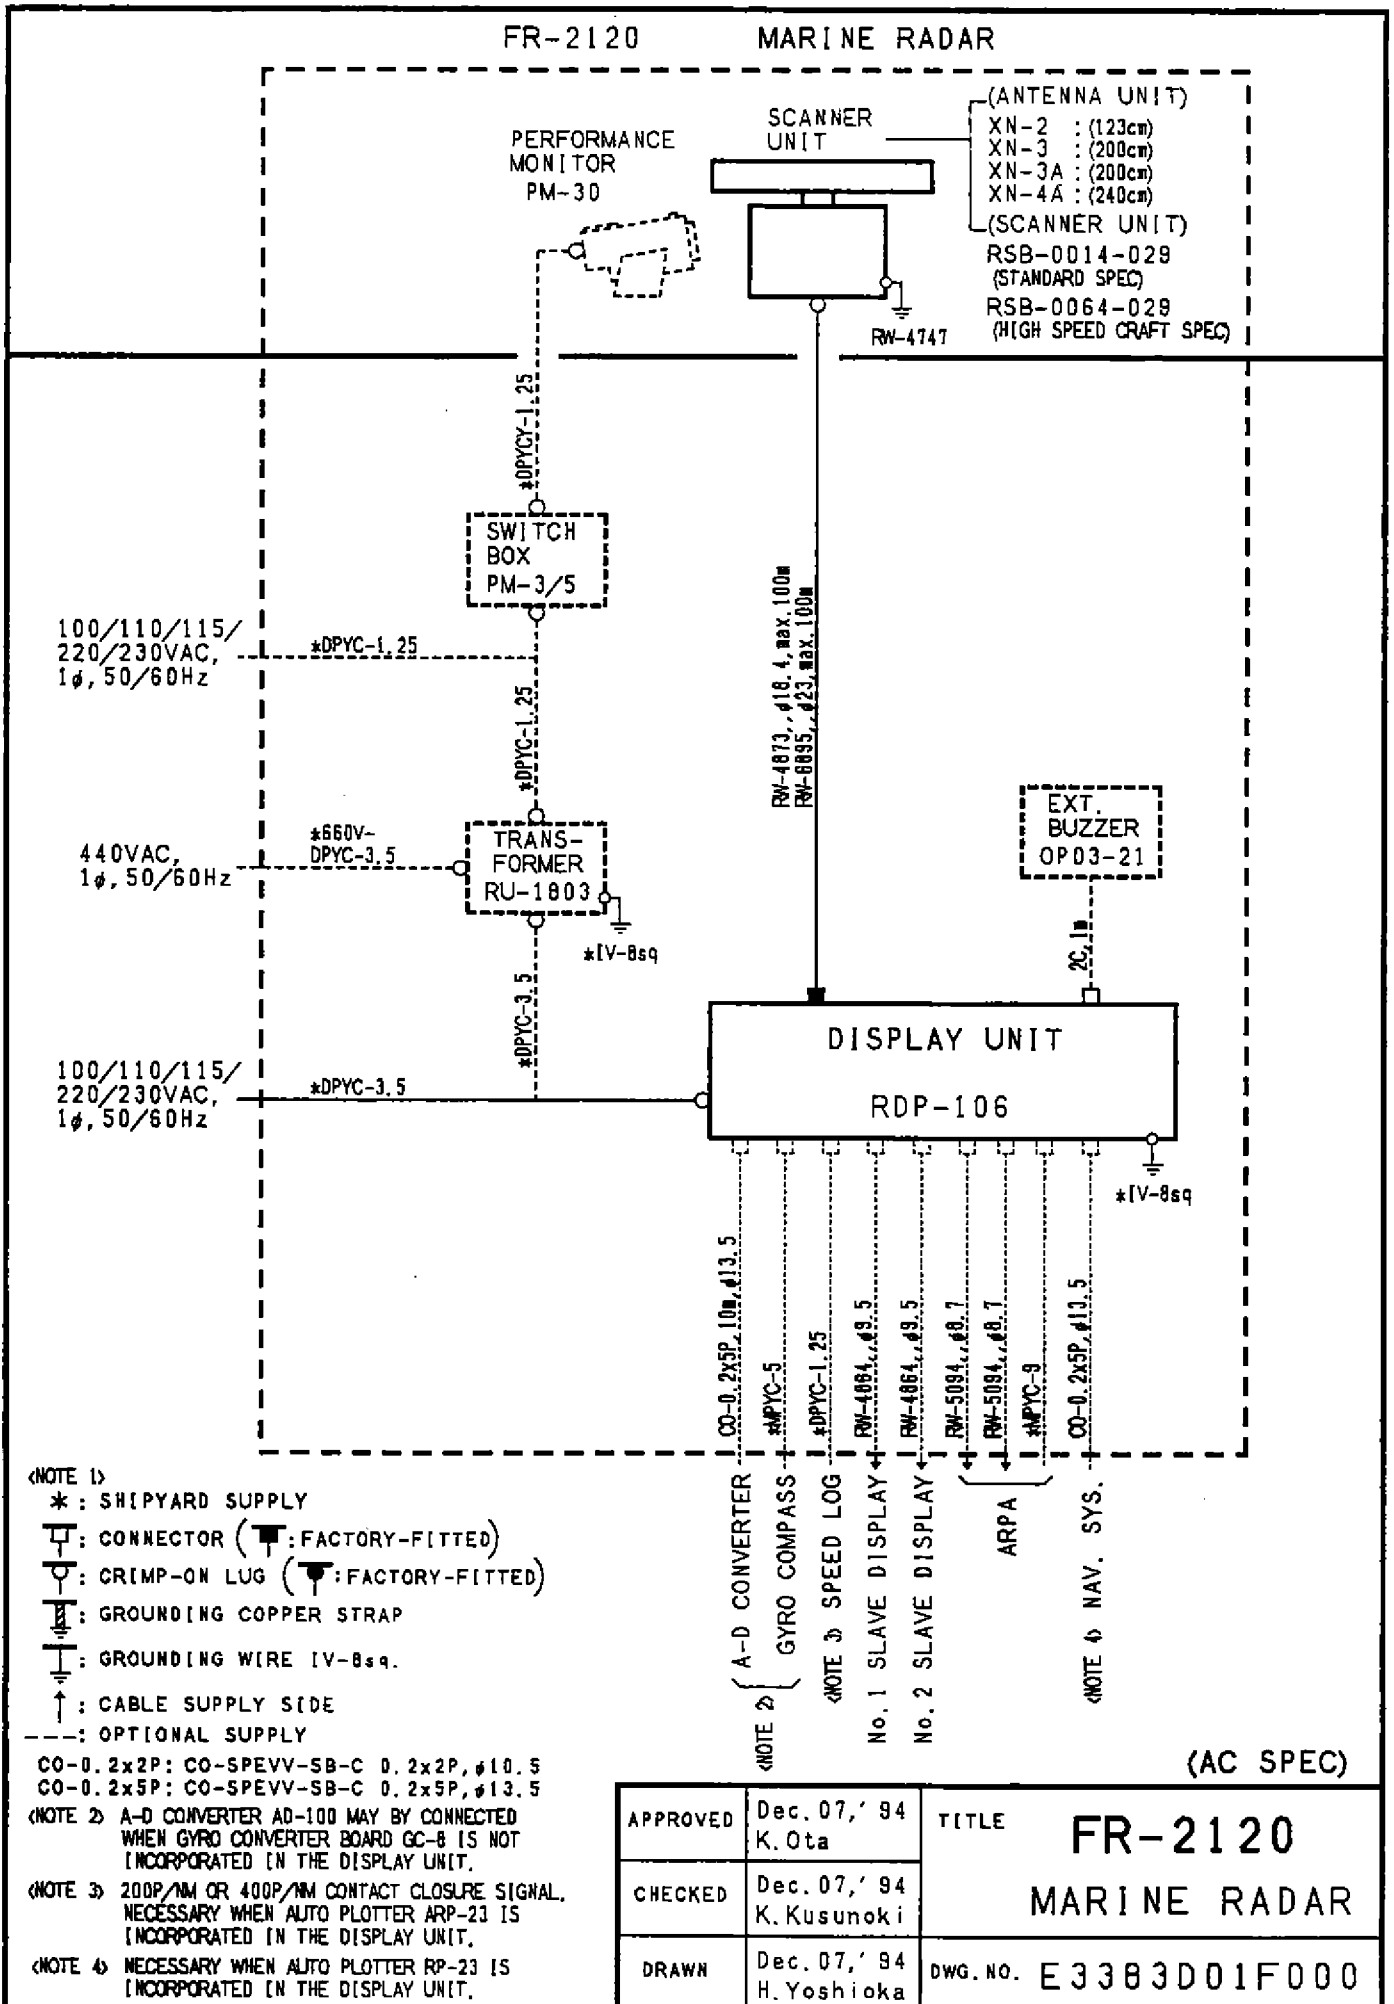 FR-2120 MARINE RADAR
PERFORMANCE
MONITOR
PM-30
SCANNER
UNIT
(ANTENNA UNIT)
XN-2 : (123cm)
XN-3 : (200cm)
XN-3A : (200cm)
XN-4A : (240cm)
(SCANNER UNIT)
RSB-0014-029
(STANDARD SPEC)
RSB-0064-029
(HIGH SPEED CRAFT SPEC)
RW-4747
*DPYCY-1.25
SWITCH
BOX
PM-3/5
100/110/115/
220/230VAC,
1ø, 50/60Hz
*DPYC-1.25
*DPYC-1.25
RW-4873,,ø18.4,max.100m
RW-6895,,ø23,max.100m
440VAC,
1ø, 50/60Hz
*660V-
DPYC-3.5
TRANS-
FORMER
RU-1803
*IV-8sq
EXT.
BUZZER
OP03-21
2C,1m
*DPYC-3.5
100/110/115/
220/230VAC,
1ø, 50/60Hz
*DPYC-3.5
DISPLAY UNIT
RDP-106
*IV-8sq
CO-0.2x5P,10m,ø13.5
*MPYC-5
*DPYC-1.25
RW-4864,,ø9.5
RW-4864,,ø9.5
RW-5094,,ø8.7
RW-5094,,ø8.7
*MPYC-9
CO-0.2x5P,ø13.5
A-D CONVERTER
GYRO COMPASS
<NOTE 2>
<NOTE 3> SPEED LOG
No.1 SLAVE DISPLAY
No.2 SLAVE DISPLAY
ARPA
<NOTE 4> NAV. SYS.
<NOTE 1>
* : SHIPYARD SUPPLY
: CONNECTOR ( : FACTORY-FITTED)
: CRIMP-ON LUG ( : FACTORY-FITTED)
: GROUNDING COPPER STRAP
: GROUNDING WIRE IV-8sq.
: CABLE SUPPLY SIDE
---: OPTIONAL SUPPLY
CO-0.2x2P: CO-SPEVV-SB-C 0.2x2P, ø10.5
CO-0.2x5P: CO-SPEVV-SB-C 0.2x5P, ø13.5
<NOTE 2> A-D CONVERTER AD-100 MAY BY CONNECTED
WHEN GYRO CONVERTER BOARD GC-8 IS NOT
INCORPORATED IN THE DISPLAY UNIT.
<NOTE 3> 200P/NM OR 400P/NM CONTACT CLOSURE SIGNAL.
NECESSARY WHEN AUTO PLOTTER ARP-23 IS
INCORPORATED IN THE DISPLAY UNIT.
<NOTE 4> NECESSARY WHEN AUTO PLOTTER RP-23 IS
INCORPORATED IN THE DISPLAY UNIT.
(AC SPEC)
APPROVED Dec. 07,'94
K. Ota
CHECKED Dec. 07,'94
K. Kusunoki
DRAWN Dec. 07,'94
H. Yoshioka
TITLE FR-2120
MARINE RADAR
DWG. NO. E3383D01F000